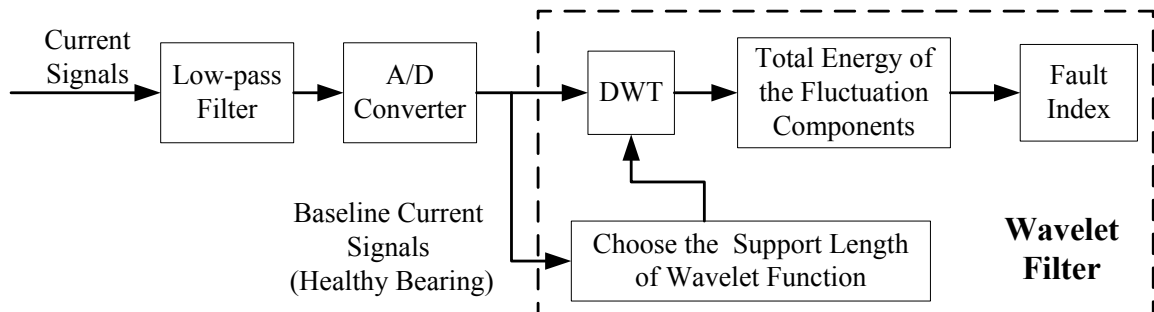 Current
Signals
Low-pass
Filter
A/D
Converter
DWT
Total Energy of
the Fluctuation
Components
Fault
Index
Baseline Current
Signals
(Healthy Bearing)
Choose the Support Length
of Wavelet Function
Wavelet
Filter